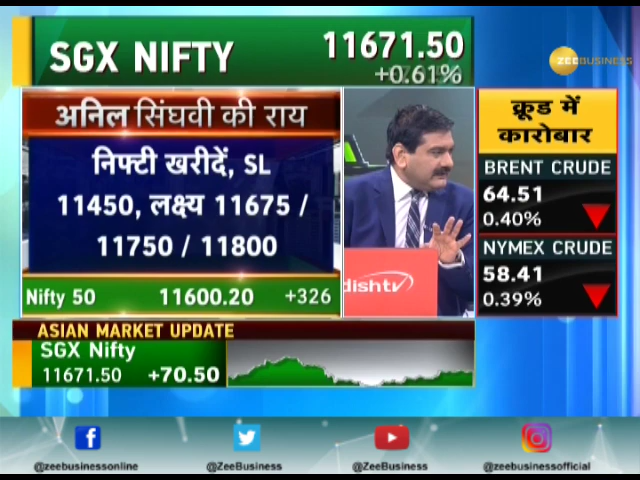 SGX NIFTY
11671.50
+0.61%
ZEE BUSINESS
अनिल सिंघवी की राय
निफ्टी खरीदें, SL
11450, लक्ष्य 11675 /
11750 / 11800
Nifty 50 11600.20 +326
dishtv
क्रूड में
कारोबार
BRENT CRUDE
64.51
0.40%
NYMEX CRUDE
58.41
0.39%
ASIAN MARKET UPDATE
SGX Nifty
11671.50 +70.50
@zeebusinessonline
@ZeeBusiness
@ZeeBusiness
@zeebusinessofficial